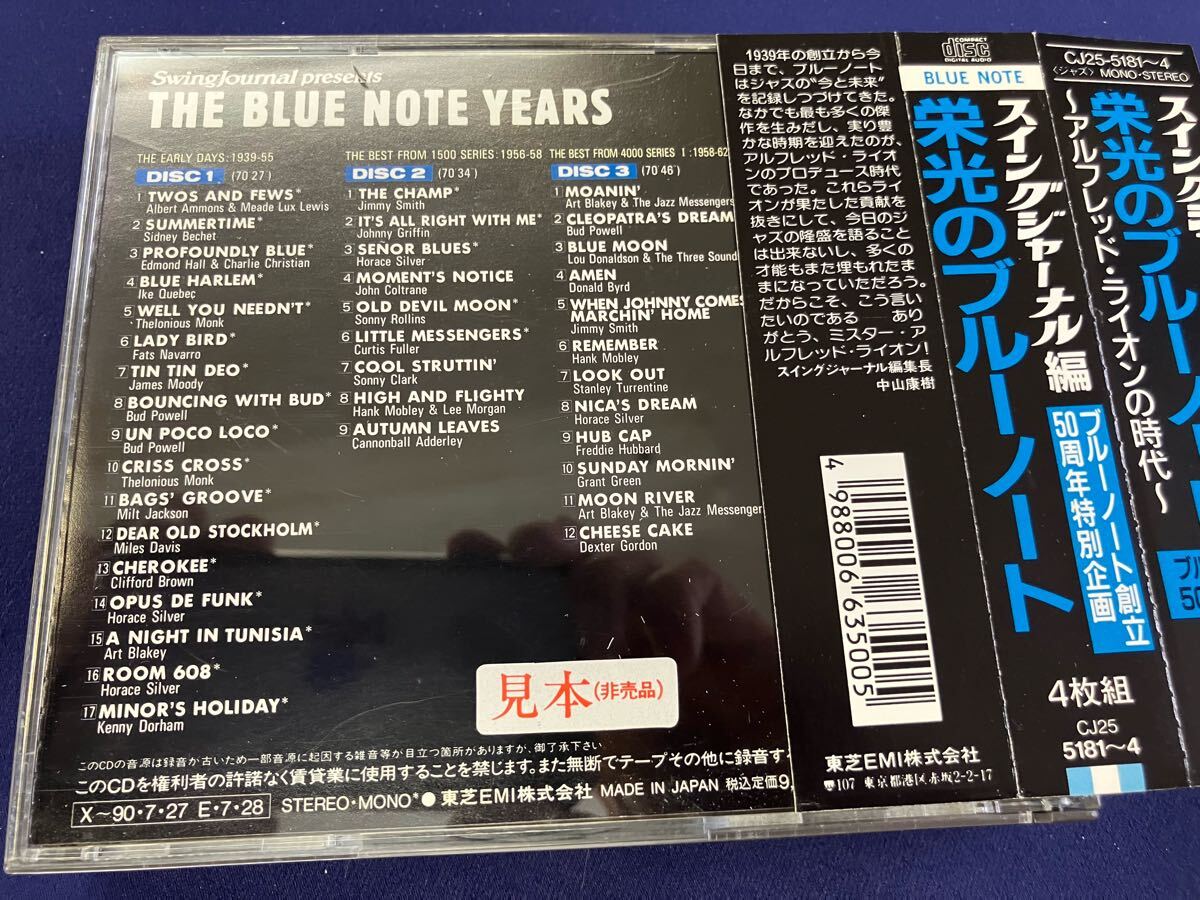 SwingJournal presents
THE BLUE NOTE YEARS
THE EARLY DAYS:1939-55
DISC 1 (70 27)
1 TWOS AND FEWS*
Albert Ammons & Meade Lux Lewis
2 SUMMERTIME*
Sidney Bechet
3 PROFOUNDLY BLUE*
Edmond Hall & Charlie Christian
4 BLUE HARLEM*
Ike Quebec
5 WELL YOU NEEDN'T*
Thelonious Monk
6 LADY BIRD*
Fats Navarro
7 TIN TIN DEO*
James Moody
8 BOUNCING WITH BUD*
Bud Powell
9 UN POCO LOCO*
Bud Powell
10 CRISS CROSS*
Thelonious Monk
11 BAGS' GROOVE*
Milt Jackson
12 DEAR OLD STOCKHOLM*
Miles Davis
13 CHEROKEE*
Clifford Brown
14 OPUS DE FUNK*
Horace Silver
15 A NIGHT IN TUNISIA*
Art Blakey
16 ROOM 608*
Horace Silver
17 MINOR'S HOLIDAY*
Kenny Dorham
THE BEST FROM 1500 SERIES:1956-58
DISC 2 (70 34)
1 THE CHAMP*
Jimmy Smith
2 IT'S ALL RIGHT WITH ME*
Johnny Griffin
3 SEÑOR BLUES*
Horace Silver
4 MOMENT'S NOTICE
John Coltrane
5 OLD DEVIL MOON*
Sonny Rollins
6 LITTLE MESSENGERS*
Curtis Fuller
7 COOL STRUTTIN'
Sonny Clark
8 HIGH AND FLIGHTY
Hank Mobley & Lee Morgan
9 AUTUMN LEAVES
Cannonball Adderley
THE BEST FROM 4000 SERIES 1:1958-62
DISC 3 (70 46)
1 MOANIN'
Art Blakey & The Jazz Messengers
2 CLEOPATRA'S DREAM
Bud Powell
3 BLUE MOON
Lou Donaldson & The Three Sound
4 AMEN
Donald Byrd
5 WHEN JOHNNY COMES
MARCHIN' HOME
Jimmy Smith
6 REMEMBER
Hank Mobley
7 LOOK OUT
Stanley Turrentine
8 NICA'S DREAM
Horace Silver
9 HUB CAP
Freddie Hubbard
10 SUNDAY MORNIN'
Grant Green
11 MOON RIVER
Art Blakey & The Jazz Messenger
12 CHEESE CAKE
Dexter Gordon
見本(非売品)
このCDの音源は録音が古いため一部音源に起因する雑音等が目立つ箇所がありますが、御了承下さい
このCDを権利者の許諾なく賃貸業に使用することを禁じます。また無断でテープその他に録音す
X〜90・7・27 E・7・28 STEREO・MONO*● 東芝EMI株式会社 MADE IN JAPAN 税込定価9,
1939年の創立から今
日まで、ブルーノート
はジャズの“今と未来”
を記録しつづけてきた。
なかでも最も多くの傑
作を生みだし、実り豊
かな時期を迎えたのが、
アルフレッド・ライオ
ンのプロデュース時代
であった。これらライ
オンが果たした貢献を
抜きにして、今日のジ
ャズの隆盛を語ること
は出来ないし、多くの
才能もまた埋もれたま
まになっていただろう。
だからこそ、こう言い
たいのである―あり
がとう、ミスター・ア
ルフレッド・ライオン!
スイングジャーナル編集長
中山康樹
4 988006 635005
東芝EMI株式会社
107 東京都港区赤坂2-2-17
COMPACT
disc
DIGITAL AUDIO
BLUE NOTE
スイングジャーナル編
栄光のブルーノート
ブルーノート創立
50周年特別企画
4枚組
CJ25
5181〜4
CJ25-5181〜4
〈ジャズ〉 MONO・STEREO
栄光のブルーノ
〜アルフレッド・ライオンの時代〜